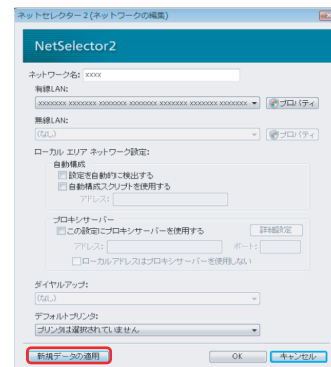 ネットセレクター2(ネットワークの編集)
NetSelector2
ネットワーク名: xxxx
有線LAN:
xxxxxxx xxxxxxx xxxxxxx xxxxxxx xxxxxxx xxxxxxx xxxxxxx プロパティ
無線LAN:
(なし) プロパティ
ローカル エリア ネットワーク設定:
自動構成
設定を自動的に検出する
自動構成スクリプトを使用する
アドレス:
プロキシサーバー
この設定にプロキシサーバーを使用する 詳細設定
アドレス: ポート:
ローカルアドレスはプロキシサーバーを使用しない
ダイヤルアップ:
(なし)
デフォルトプリンタ:
プリンタは選択されていません
新規データの適用 OK キャンセル